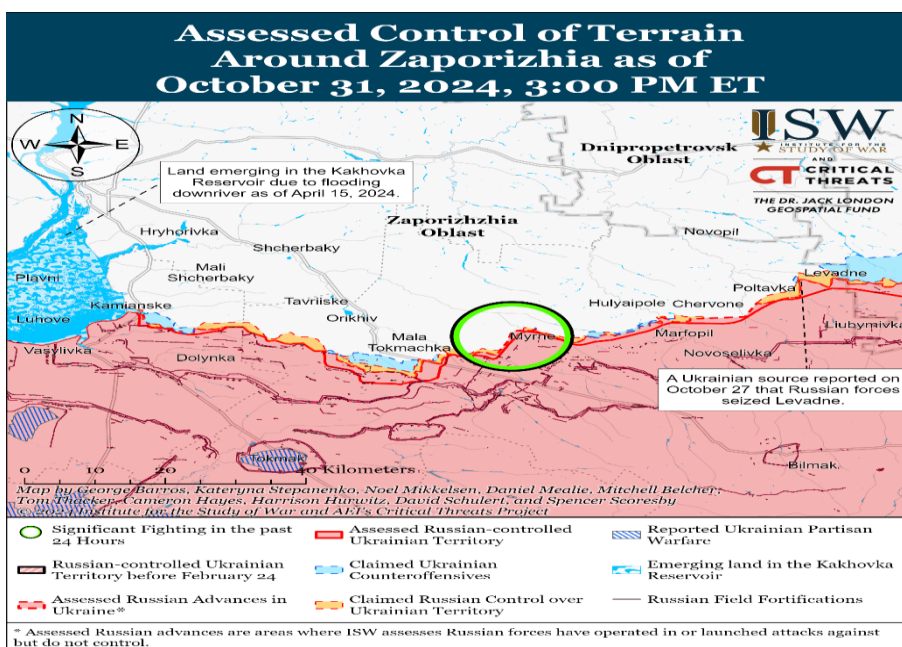 Assessed Control of Terrain
Around Zaporizhia as of
October 31, 2024, 3:00 PM ET
N
W E
S
ISW
INSTITUTE FOR THE
STUDY OF WAR
AND
CT CRITICAL
THREATS
THE DR. JACK LONDON
GEOSPATIAL FUND
Dnipropetrovsk
Oblast
Land emerging in the Kakhovka
Reservoir due to flooding
downriver as of April 15, 2024.
Zaporizhzhia
Oblast
Hryhorivka
Shcherbaky
Novopil
Mali
Shcherbaky
Plavni
Levadne
Poltavka
Kamianske
Tavriiske
Hulyaipole
Chervone
Luhove
Orikhiv
Liubymivka
Mala
Tokmachka
Myrne
Marfopil
Vasylivka
Dolynka
Novoselivka
A Ukrainian source reported on
October 27 that Russian forces
seized Levadne.
Tokmak
Bilmak
0 10 20 40 Kilometers
Map by George Barros, Kateryna Stepanenko, Noel Mikkelsen, Daniel Mealie, Mitchell Belcher,
Tom Thacker, Cameron Hayes, Harrison Hurwitz, David Schulert, and Spencer Scoresby
© 2024 Institute for the Study of War and AEI's Critical Threats Project
Significant Fighting in the past
24 Hours
Assessed Russian-controlled
Ukrainian Territory
Reported Ukrainian Partisan
Warfare
Russian-controlled Ukrainian
Territory before February 24
Claimed Ukrainian
Counteroffensives
Emerging land in the Kakhovka
Reservoir
Assessed Russian Advances in
Ukraine*
Claimed Russian Control over
Ukrainian Territory
Russian Field Fortifications
* Assessed Russian advances are areas where ISW assesses Russian forces have operated in or launched attacks against
but do not control.